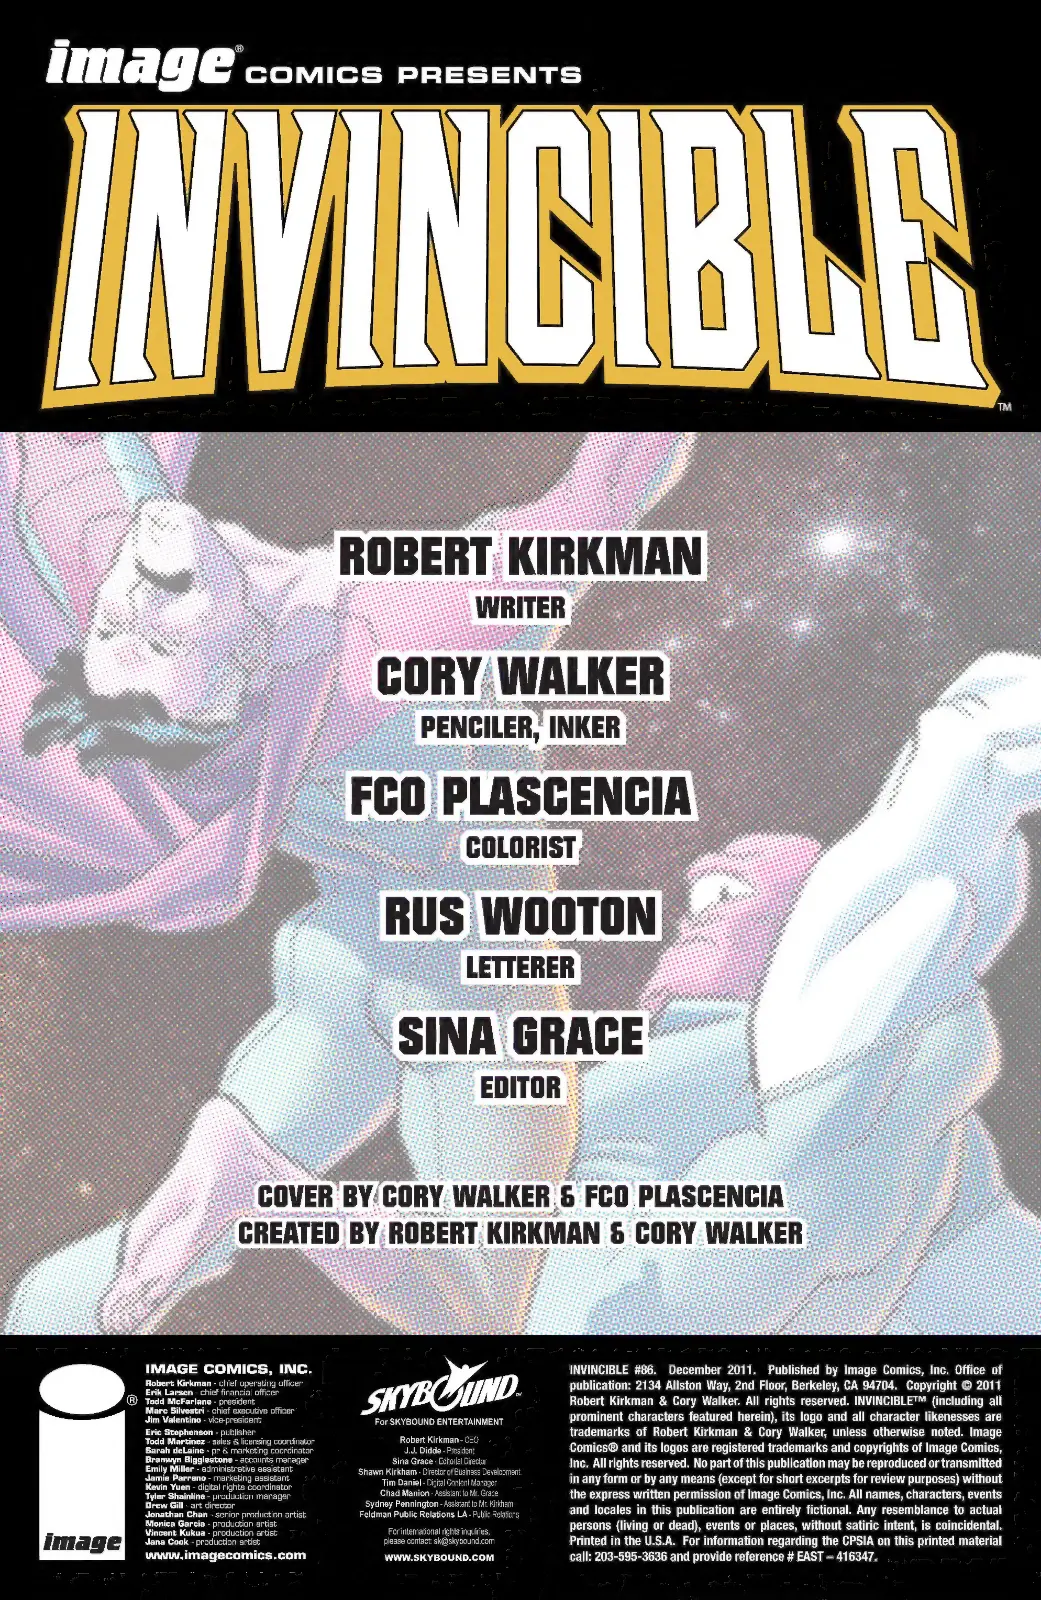 image® COMICS PRESENTS
INVINCIBLE™
ROBERT KIRKMAN
WRITER
CORY WALKER
PENCILER, INKER
FCO PLASCENCIA
COLORIST
RUS WOOTON
LETTERER
SINA GRACE
EDITOR
COVER BY CORY WALKER & FCO PLASCENCIA
CREATED BY ROBERT KIRKMAN & CORY WALKER
®
image
IMAGE COMICS, INC.
Robert Kirkman - chief operating officer
Erik Larsen - chief financial officer
Todd McFarlane - president
Marc Silvestri - chief executive officer
Jim Valentino - vice-president
Eric Stephenson - publisher
Todd Martinez - sales & licensing coordinator
Sarah deLaine - pr & marketing coordinator
Branwyn Bigglestone - accounts manager
Emily Miller - administrative assistant
Jamie Parreno - marketing assistant
Kevin Yuen - digital rights coordinator
Tyler Shainline - production manager
Drew Gill - art director
Jonathan Chan - senior production artist
Monica Garcia - production artist
Vincent Kukua - production artist
Jana Cook - production artist
www.imagecomics.com
SKYBOUND™
For SKYBOUND ENTERTAINMENT
Robert Kirkman - CEO
J.J. Didde - President
Sina Grace - Editorial Director
Shawn Kirkham - Director of Business Development
Tim Daniel - Digital Content Manager
Chad Manion - Assistant to Mr. Grace
Sydney Pennington - Assistant to Mr. Kirkham
Feldman Public Relations LA - Public Relations
For international rights inquiries,
please contact: sk@skybound.com
WWW.SKYBOUND.COM
INVINCIBLE #86. December 2011. Published by Image Comics, Inc. Office of
publication: 2134 Allston Way, 2nd Floor, Berkeley, CA 94704. Copyright © 2011
Robert Kirkman & Cory Walker. All rights reserved. INVINCIBLE™ (including all
prominent characters featured herein), its logo and all character likenesses are
trademarks of Robert Kirkman & Cory Walker, unless otherwise noted. Image
Comics® and its logos are registered trademarks and copyrights of Image Comics,
Inc. All rights reserved. No part of this publication may be reproduced or transmitted
in any form or by any means (except for short excerpts for review purposes) without
the express written permission of Image Comics, Inc. All names, characters, events
and locales in this publication are entirely fictional. Any resemblance to actual
persons (living or dead), events or places, without satiric intent, is coincidental.
Printed in the U.S.A. For information regarding the CPSIA on this printed material
call: 203-595-3636 and provide reference # EAST – 416347.